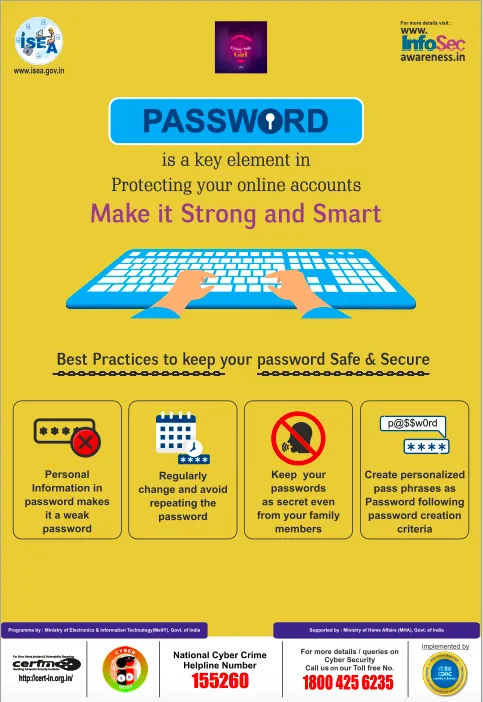 ISEA
www.isea.gov.in
Cyber Safe
Girl
For more details visit :
www.
InfoSec
awareness.in
PASSWORD
is a key element in
Protecting your online accounts
Make it Strong and Smart
Best Practices to keep your password Safe & Secure
Personal
Information in
password makes
it a weak
password
****
Regularly
change and avoid
repeating the
password
Keep your
passwords
as secret even
from your family
members
p@$$w0rd
****
Create personalized
pass phrases as
Password following
password creation
criteria
Programme by : Ministry of Electronics & Information Technology(MeitY), Govt. of India
Supported by : Ministry of Home Affairs (MHA), Govt. of India
http://cert-in.org.in/
CYBER
DOST
National Cyber Crime
Helpline Number
155260
For more details / queries on
Cyber Security
Call us on our Toll free No.
1800 425 6235
Implemented by
CDAC